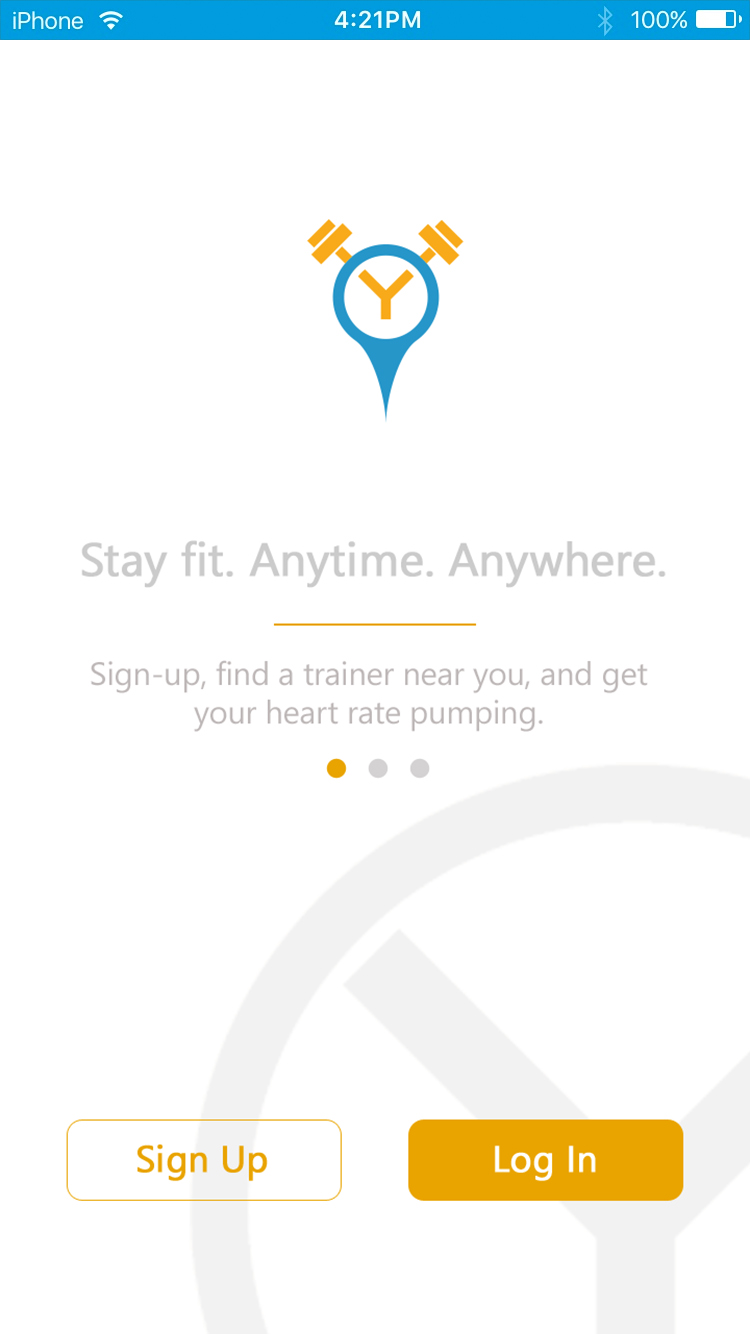 iPhone 4:21PM 100%
Y
Stay fit. Anytime. Anywhere.
Sign-up, find a trainer near you, and get
your heart rate pumping.
Sign Up Log In